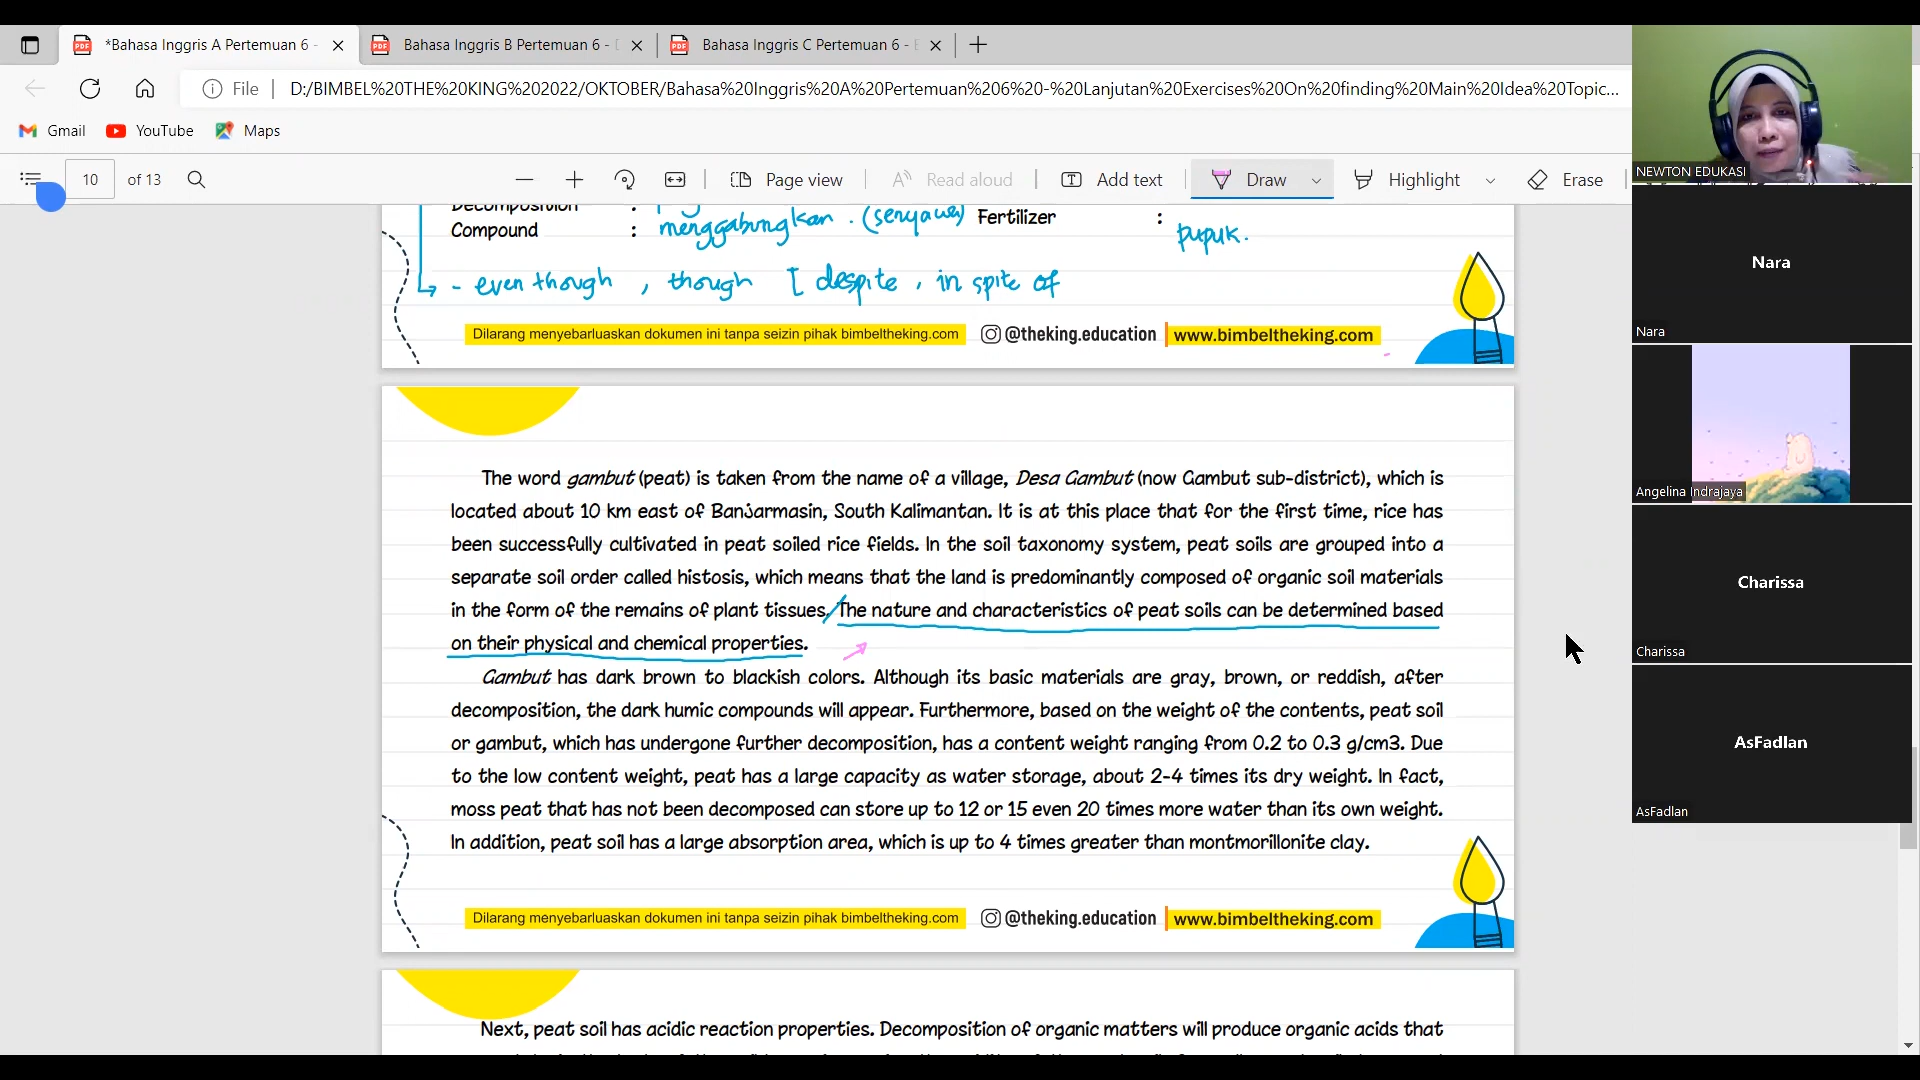 *Bahasa Inggris A Pertemuan 6 -
Bahasa Inggris B Pertemuan 6 -
Bahasa Inggris C Pertemuan 6 -
File
D:/BIMBEL%20THE%20KING%202022/OKTOBER/Bahasa%20Inggris%20A%20Pertemuan%206%20-%20Lanjutan%20Exercises%20On%20finding%20Main%20Idea%20Topic...
Gmail YouTube Maps
10 of 13
Page view
Read aloud
Add text
Draw
Highlight
Erase
Decomposition :
Compound : menggabungkan . (senyawa)
Fertilizer : pupuk.
- even though , though [ despite , in spite of
Dilarang menyebarluaskan dokumen ini tanpa seizin pihak bimbeltheking.com @theking.education www.bimbeltheking.com
The word gambut (peat) is taken from the name of a village, Desa Gambut (now Gambut sub-district), which is
located about 10 km east of Banjarmasin, South Kalimantan. It is at this place that for the first time, rice has
been successfully cultivated in peat soiled rice fields. In the soil taxonomy system, peat soils are grouped into a
separate soil order called histosis, which means that the land is predominantly composed of organic soil materials
in the form of the remains of plant tissues. The nature and characteristics of peat soils can be determined based
on their physical and chemical properties.
Gambut has dark brown to blackish colors. Although its basic materials are gray, brown, or reddish, after
decomposition, the dark humic compounds will appear. Furthermore, based on the weight of the contents, peat soil
or gambut, which has undergone further decomposition, has a content weight ranging from 0.2 to 0.3 g/cm3. Due
to the low content weight, peat has a large capacity as water storage, about 2-4 times its dry weight. In fact,
moss peat that has not been decomposed can store up to 12 or 15 even 20 times more water than its own weight.
In addition, peat soil has a large absorption area, which is up to 4 times greater than montmorillonite clay.
Dilarang menyebarluaskan dokumen ini tanpa seizin pihak bimbeltheking.com @theking.education www.bimbeltheking.com
Next, peat soil has acidic reaction properties. Decomposition of organic matters will produce organic acids that
NEWTON EDUKASI
Nara
Nara
Angelina Indrajaya
Charissa
Charissa
AsFadlan
AsFadlan